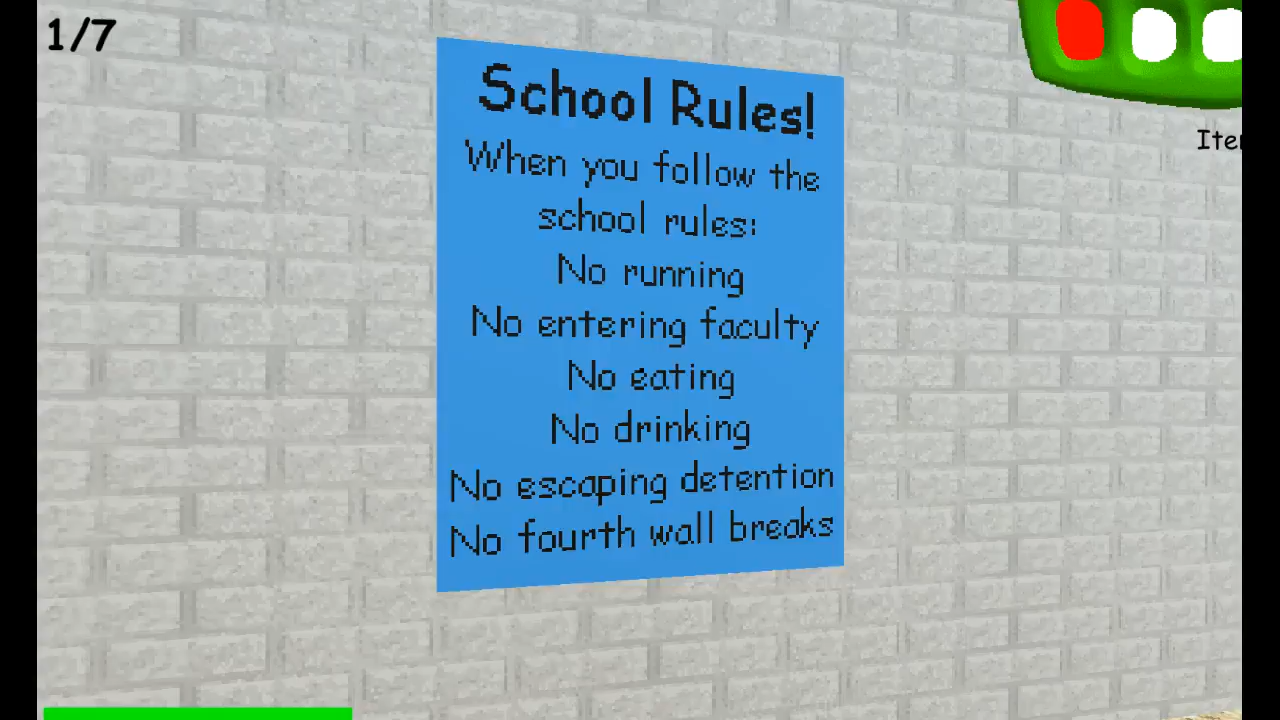 1/7
School Rules!
When you follow the
school rules:
No running
No entering faculty
No eating
No drinking
No escaping detention
No fourth wall breaks
Ite